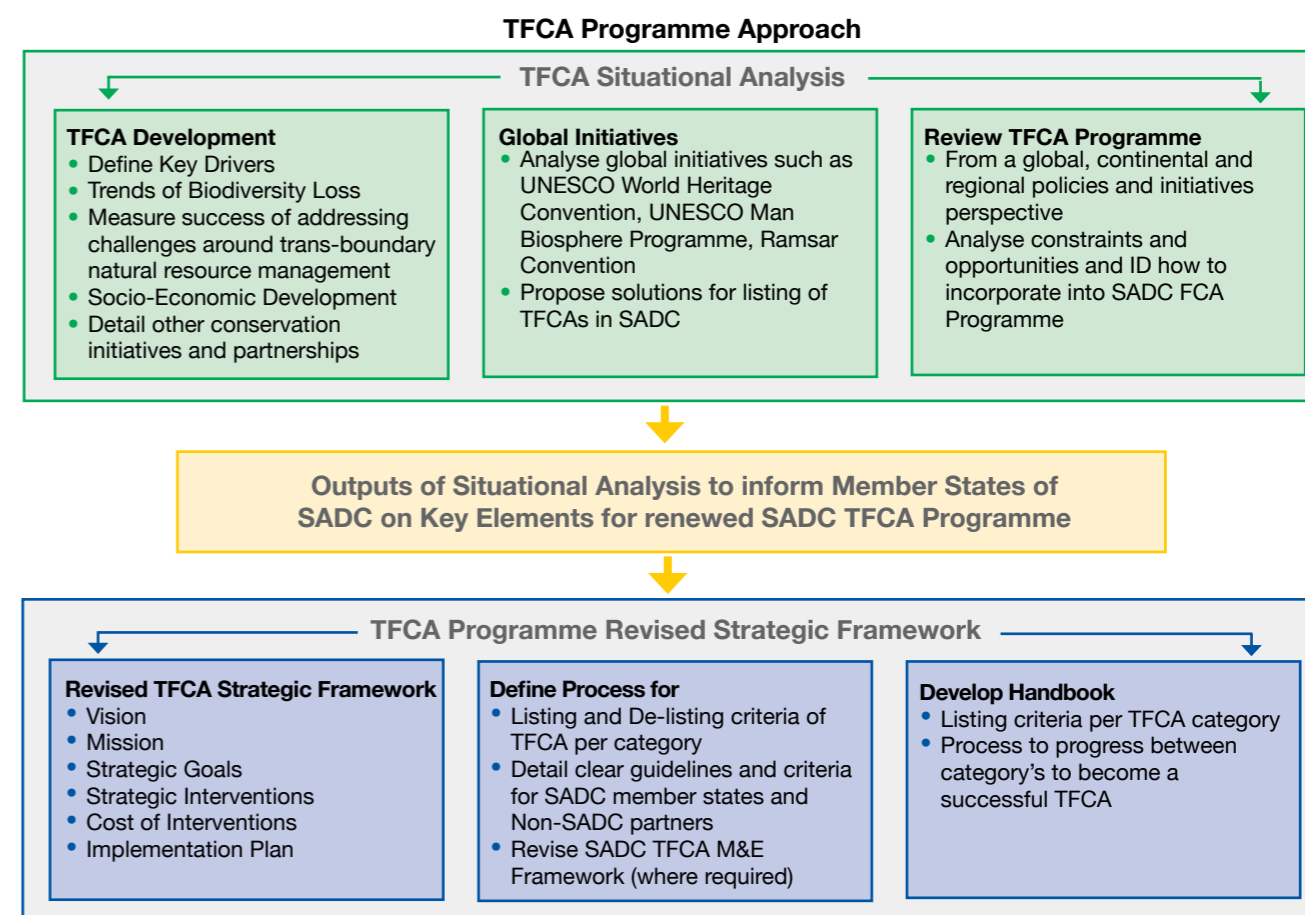 TFCA Programme Approach
TFCA Situational Analysis
TFCA Development
• Define Key Drivers
• Trends of Biodiversity Loss
• Measure success of addressing
challenges around trans-boundary
natural resource management
• Socio-Economic Development
• Detail other conservation
initiatives and partnerships
Global Initiatives
• Analyse global initiatives such as
UNESCO World Heritage
Convention, UNESCO Man
Biosphere Programme, Ramsar
Convention
• Propose solutions for listing of
TFCAs in SADC
Review TFCA Programme
• From a global, continental and
regional policies and initiatives
perspective
• Analyse constraints and
opportunities and ID how to
incorporate into SADC FCA
Programme
Outputs of Situational Analysis to inform Member States of
SADC on Key Elements for renewed SADC TFCA Programme
TFCA Programme Revised Strategic Framework
Revised TFCA Strategic Framework
• Vision
• Mission
• Strategic Goals
• Strategic Interventions
• Cost of Interventions
• Implementation Plan
Define Process for
• Listing and De-listing criteria of
TFCA per category
• Detail clear guidelines and criteria
for SADC member states and
Non-SADC partners
• Revise SADC TFCA M&E
Framework (where required)
Develop Handbook
• Listing criteria per TFCA category
• Process to progress between
category's to become a
successful TFCA